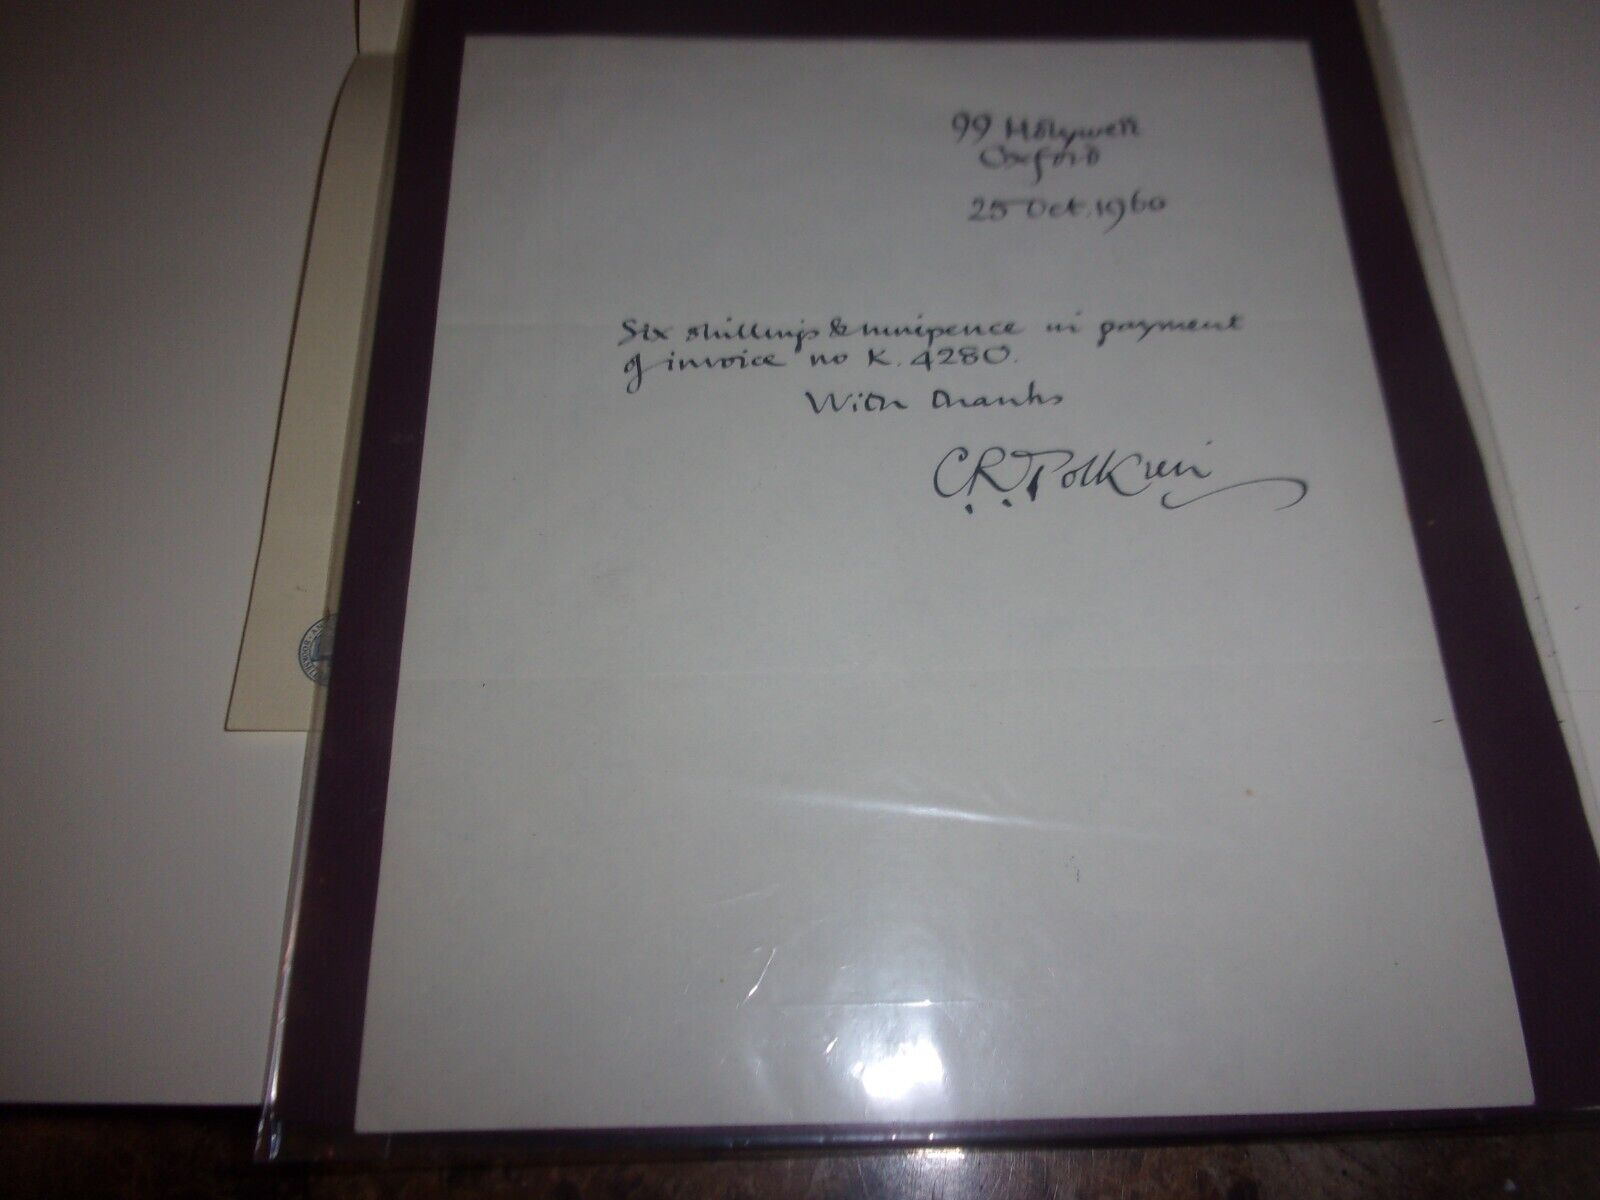 99 Holywell
Oxford
25 Oct. 1960
Six shillings & ninepence in payment
of invoice no K. 4280.
With thanks
C.R. Tolkien